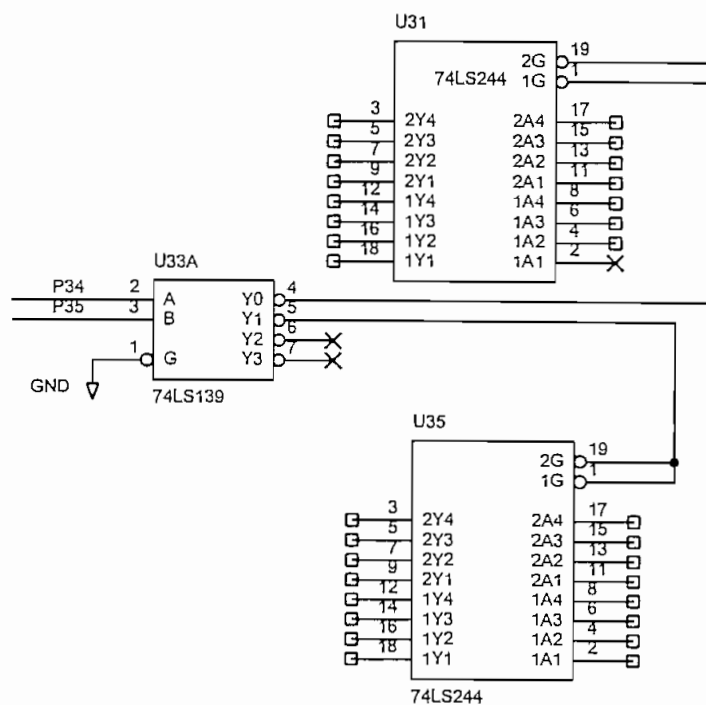 U31
19
2G
1
74LS244 1G
3 2Y4 2A4 17
5 2Y3 2A3 15
7 2Y2 2A2 13
9 2Y1 2A1 11
12 1Y4 1A4 8
14 1Y3 1A3 6
16 1Y2 1A2 4
18 1Y1 1A1 2
U33A
P34 2 A Y0 4
P35 3 B Y1 5
Y2 6
1 G Y3 7
GND
74LS139
U35
2G 19
1G 1
3 2Y4 2A4 17
5 2Y3 2A3 15
7 2Y2 2A2 13
9 2Y1 2A1 11
12 1Y4 1A4 8
14 1Y3 1A3 6
16 1Y2 1A2 4
18 1Y1 1A1 2
74LS244